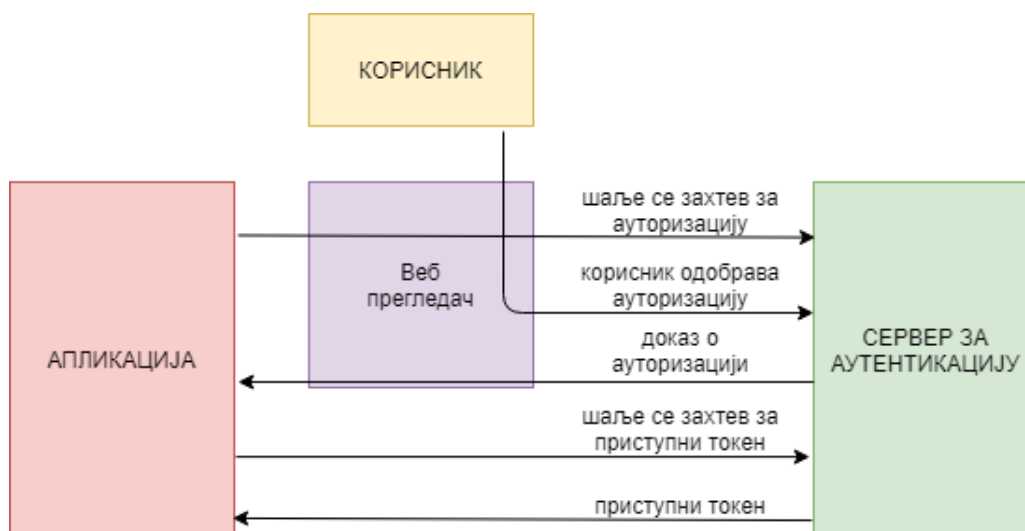 КОРИСНИК
шаље се захтев за
ауторизацију
Веб
прегледач
корисник одобрава
ауторизацију
АПЛИКАЦИЈА
доказ о
ауторизацији
СЕРВЕР ЗА
АУТЕНТИКАЦИЈУ
шаље се захтев за
приступни токен
приступни токен